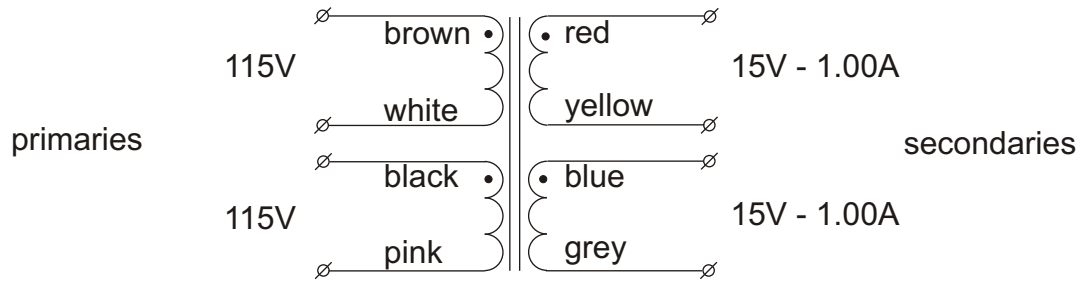 brown
red
115V
15V - 1.00A
white
yellow
primaries
secondaries
black
blue
115V
15V - 1.00A
pink
grey